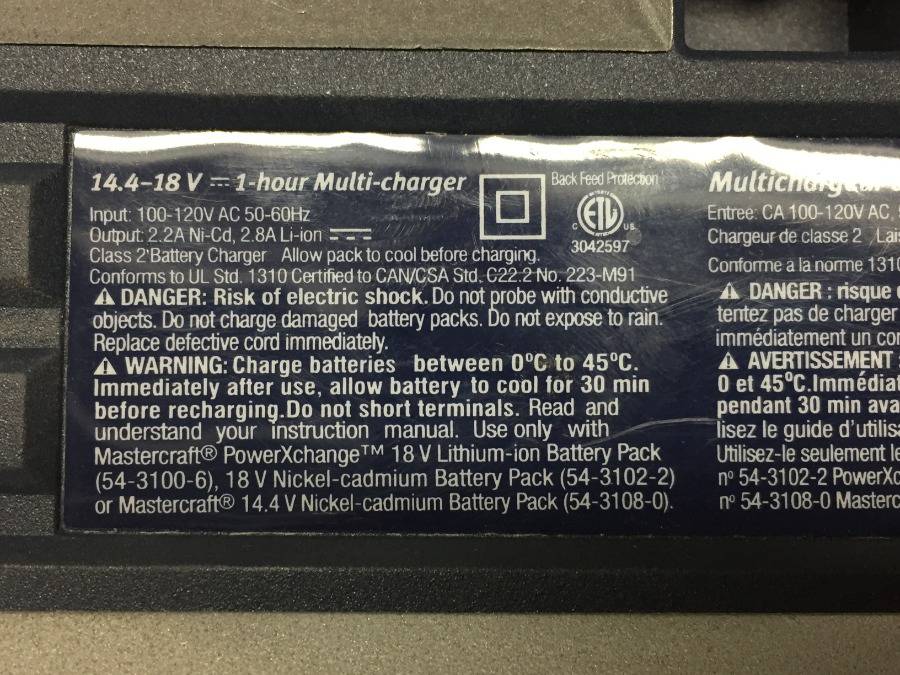 14.4–18 V ⎓ 1-hour Multi-charger
Input: 100-120V AC 50-60Hz
Output: 2.2A Ni-Cd, 2.8A Li-ion ⎓
Class 2 Battery Charger Allow pack to cool before charging.
Conforms to UL Std. 1310 Certified to CAN/CSA Std. C22.2 No. 223-M91
⚠ DANGER: Risk of electric shock. Do not probe with conductive
objects. Do not charge damaged battery packs. Do not expose to rain.
Replace defective cord immediately.
⚠ WARNING: Charge batteries between 0ºC to 45ºC.
Immediately after use, allow battery to cool for 30 min
before recharging.Do not short terminals. Read and
understand your instruction manual. Use only with
Mastercraft® PowerXchange™ 18 V Lithium-ion Battery Pack
(54-3100-6), 18 V Nickel-cadmium Battery Pack (54-3102-2)
or Mastercraft® 14.4 V Nickel-cadmium Battery Pack (54-3108-0).
Back Feed Protection
C ETL US
3042597
Multichargeur
Entree: CA 100-120V AC,
Chargeur de classe 2
Conforme a la norme 1310
⚠ DANGER : risque
tentez pas de charger
immédiatement un
⚠ AVERTISSEMENT
0 et 45ºC.Immédiat
pendant 30 min ava
lisez le guide d'utilisa
Utilisez-le seulement
nº 54-3102-2 PowerX
nº 54-3108-0 Masterc